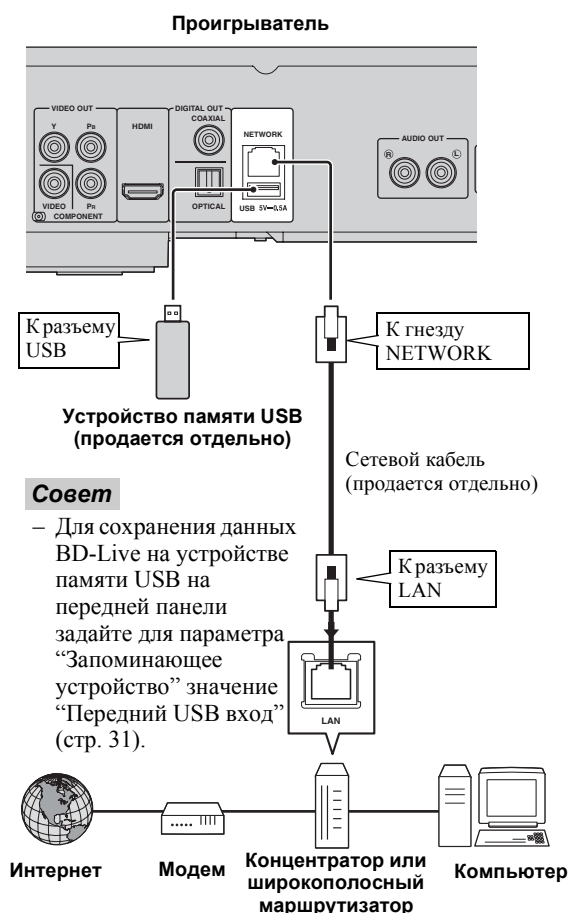 Проигрыватель
VIDEO OUT
Y
PB
VIDEO
PR
COMPONENT
HDMI
DIGITAL OUT
COAXIAL
OPTICAL
NETWORK
USB 5V⎓0.5A
AUDIO OUT
R
L
К разъему
USB
К гнезду
NETWORK
Устройство памяти USB
(продается отдельно)
Сетевой кабель
(продается отдельно)
Совет
– Для сохранения данных
BD-Live на устройстве
памяти USB на
передней панели
задайте для параметра
“Запоминающее
устройство” значение
“Передний USB вход”
(стр. 31).
К разъему
LAN
LAN
Интернет
Модем
Концентратор или
широкополосный
маршрутизатор
Компьютер